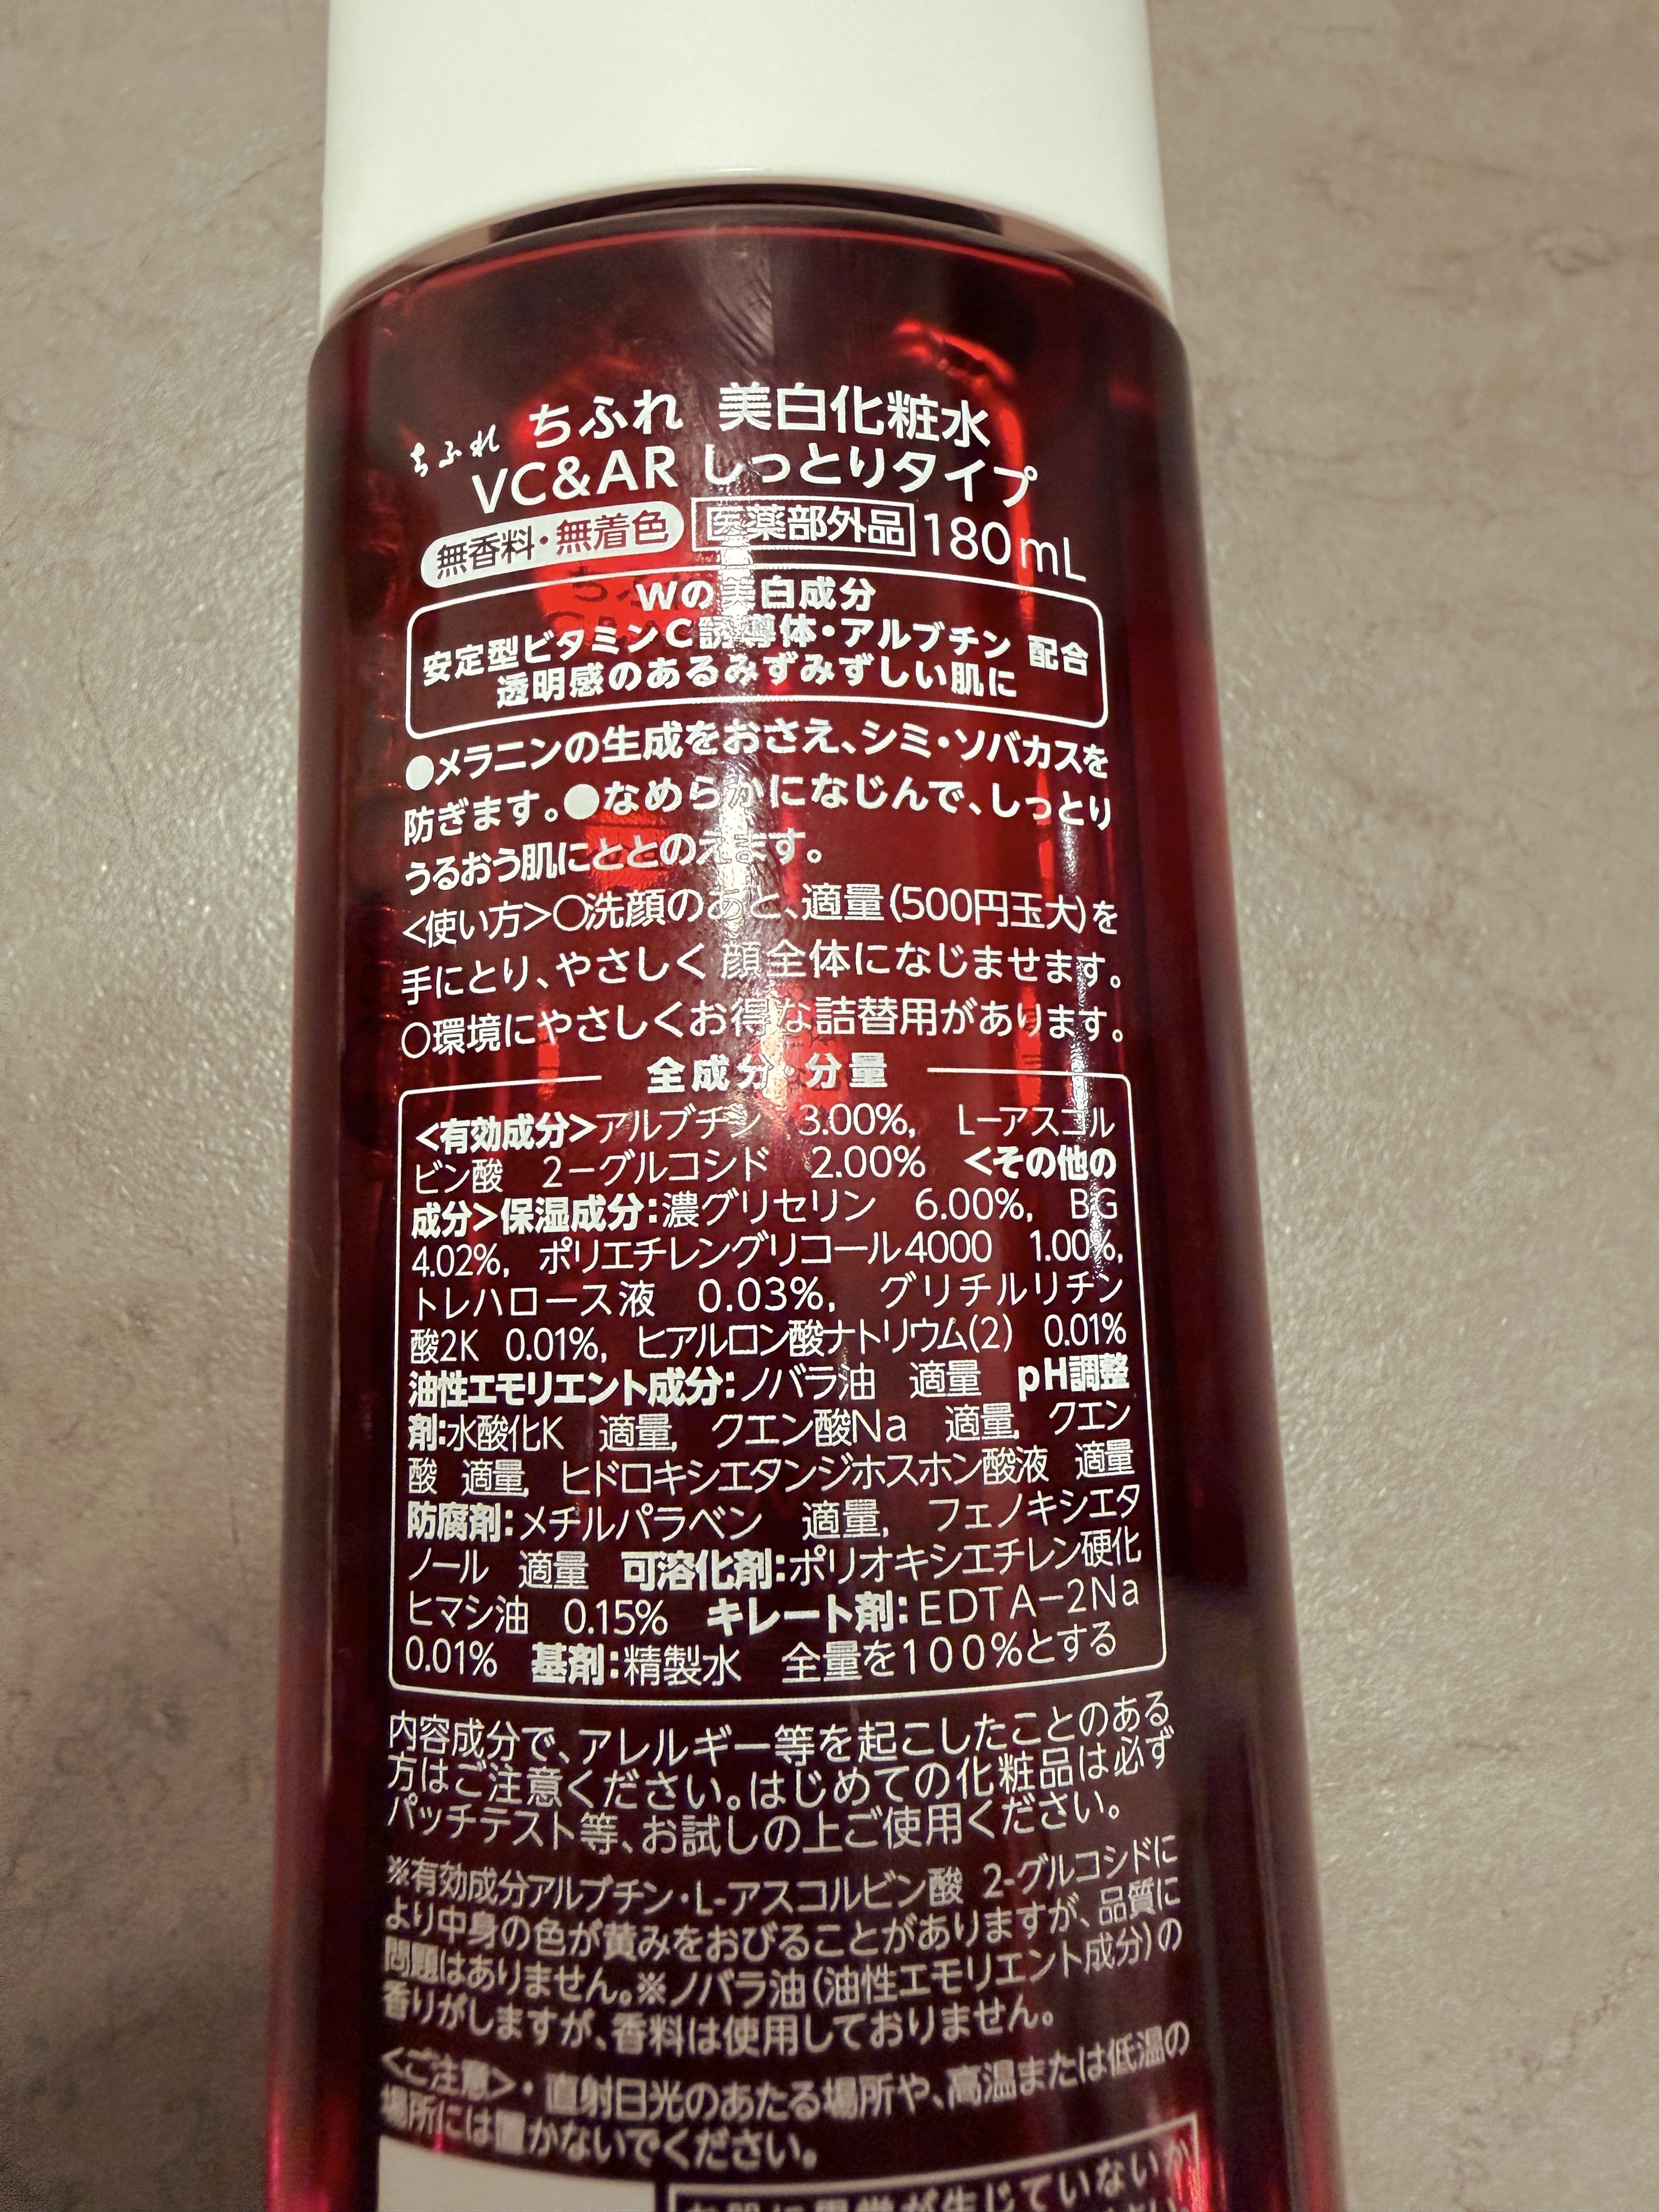 ちふれ ちふれ 美白化粧水
VC&AR しっとりタイプ
無香料・無着色 医薬部外品 180mL
Wの美白成分
安定型ビタミンC誘導体・アルブチン 配合
透明感のあるみずみずしい肌に
●メラニンの生成をおさえ、シミ・ソバカスを
防ぎます。●なめらかになじんで、しっとり
うるおう肌にととのえます。
<使い方>○洗顔のあと、適量(500円玉大)を
手にとり、やさしく顔全体になじませます。
○環境にやさしくお得な詰替用があります。
全成分・分量
<有効成分>アルブチン 3.00%, L-アスコル
ビン酸 2-グルコシド 2.00% <その他の
成分>保湿成分:濃グリセリン 6.00%, BG
4.02%, ポリエチレングリコール4000 1.00%,
トレハロース液 0.03%, グリチルリチン
酸2K 0.01%, ヒアルロン酸ナトリウム(2) 0.01%
油性エモリエント成分:ノバラ油 適量 pH調整
剤:水酸化K 適量, クエン酸Na 適量, クエン
酸 適量, ヒドロキシエタンジホスホン酸液 適量
防腐剤:メチルパラベン 適量, フェノキシエタ
ノール 適量 可溶化剤:ポリオキシエチレン硬化
ヒマシ油 0.15% キレート剤:EDTA-2Na
0.01% 基剤:精製水 全量を100%とする
内容成分で、アレルギー等を起こしたことのある
方はご注意ください。はじめての化粧品は必ず
パッチテスト等、お試しの上ご使用ください。
※有効成分アルブチン・L-アスコルビン酸 2-グルコシドに
より中身の色が黄みをおびることがありますが、品質に
問題はありません。※ノバラ油(油性エモリエント成分)の
香りがしますが、香料は使用しておりません。
<ご注意>・直射日光のあたる場所や、高温または低温の
場所には置かないでください。
異常が生じていないか